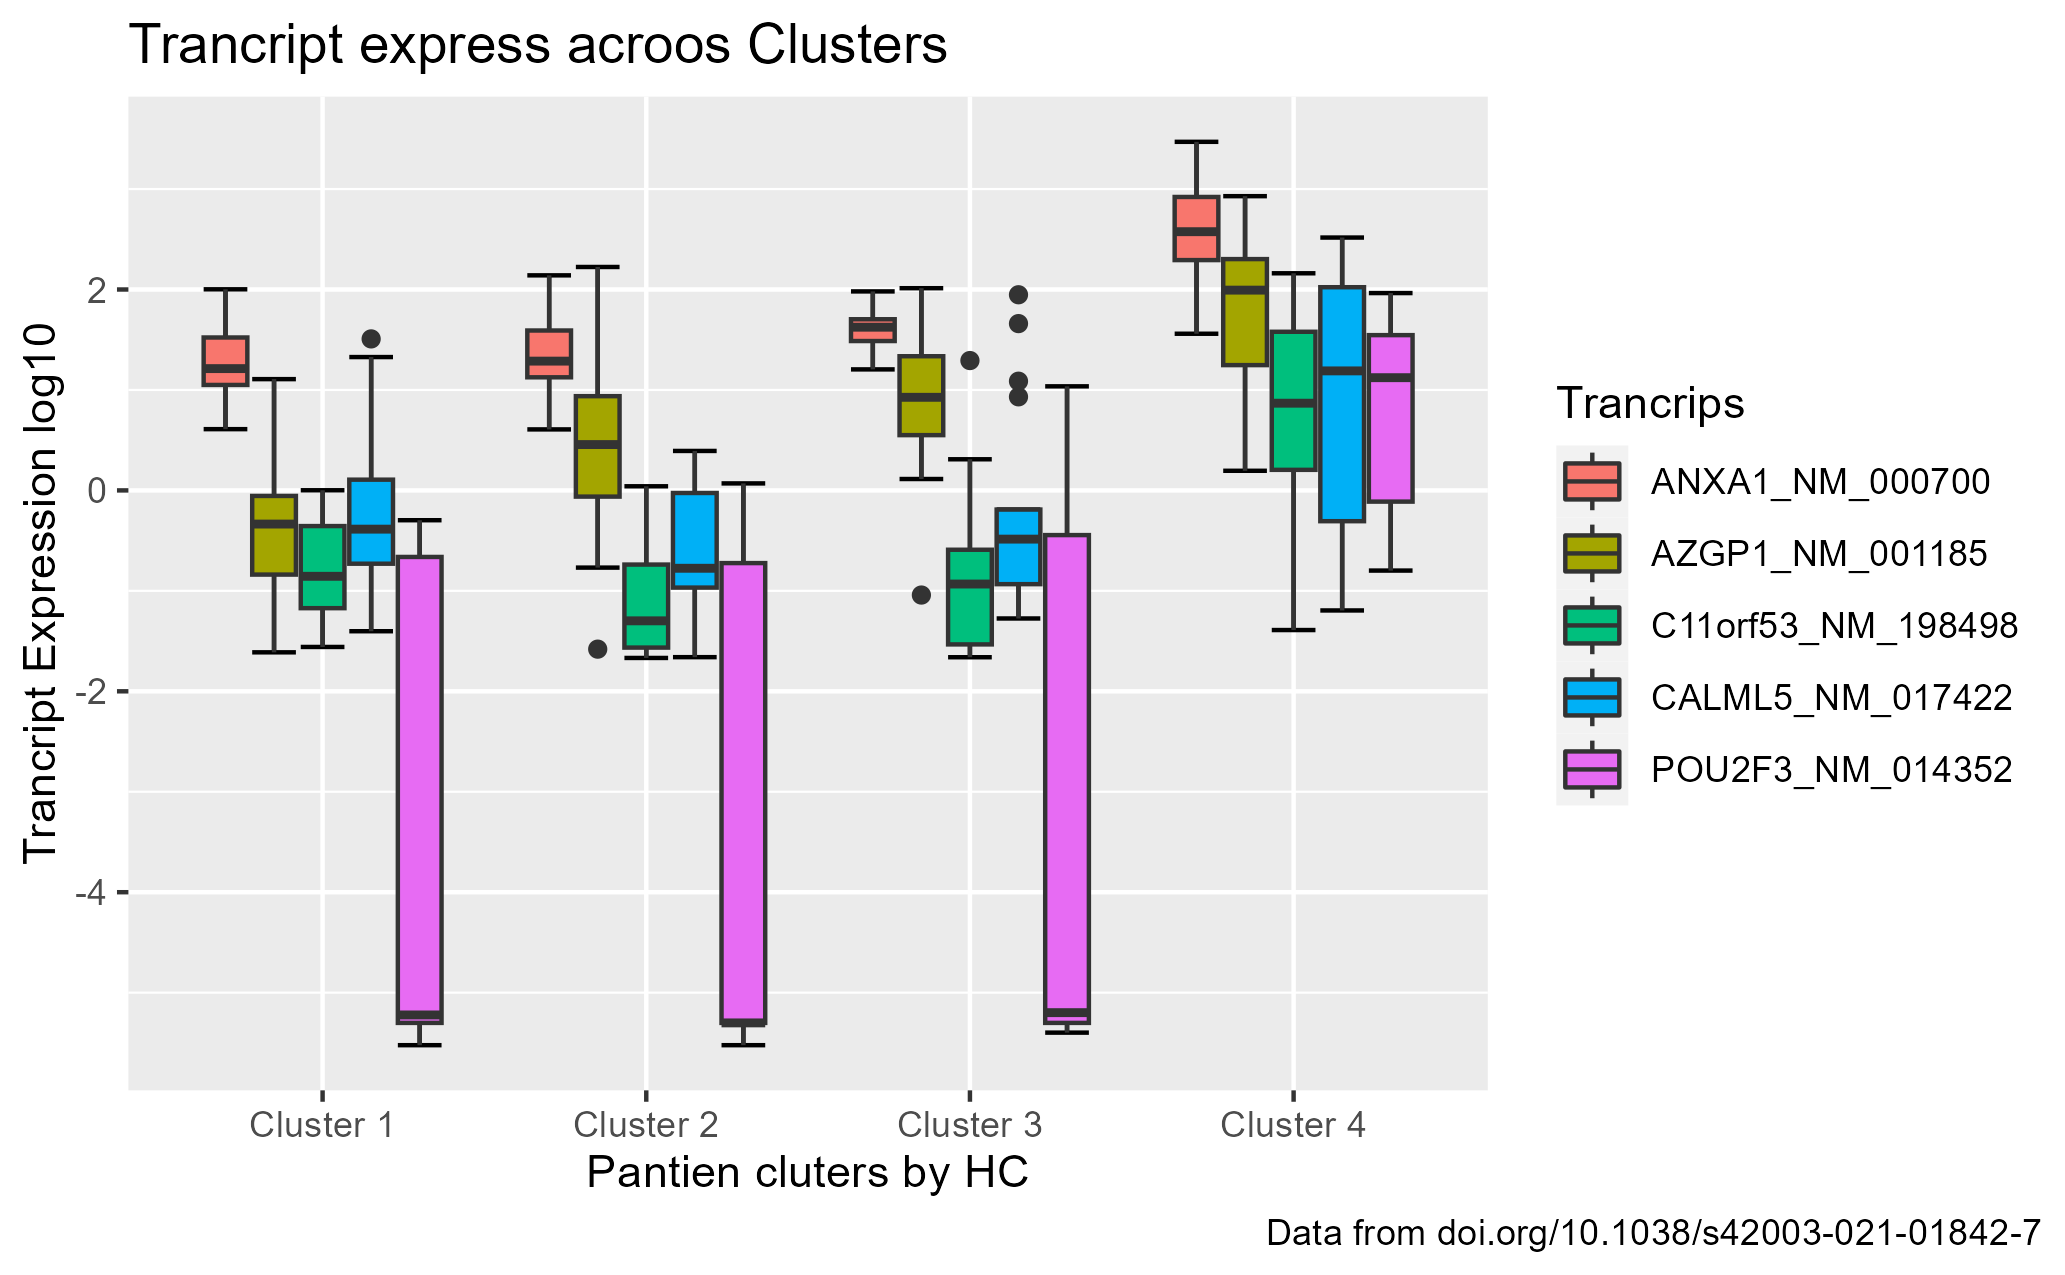 Trancript express acroos Clusters
Trancript Expression log10
2
0
-2
-4
Cluster 1
Cluster 2
Cluster 3
Cluster 4
Pantien cluters by HC
Trancrips
ANXA1_NM_000700
AZGP1_NM_001185
C11orf53_NM_198498
CALML5_NM_017422
POU2F3_NM_014352
Data from doi.org/10.1038/s42003-021-01842-7